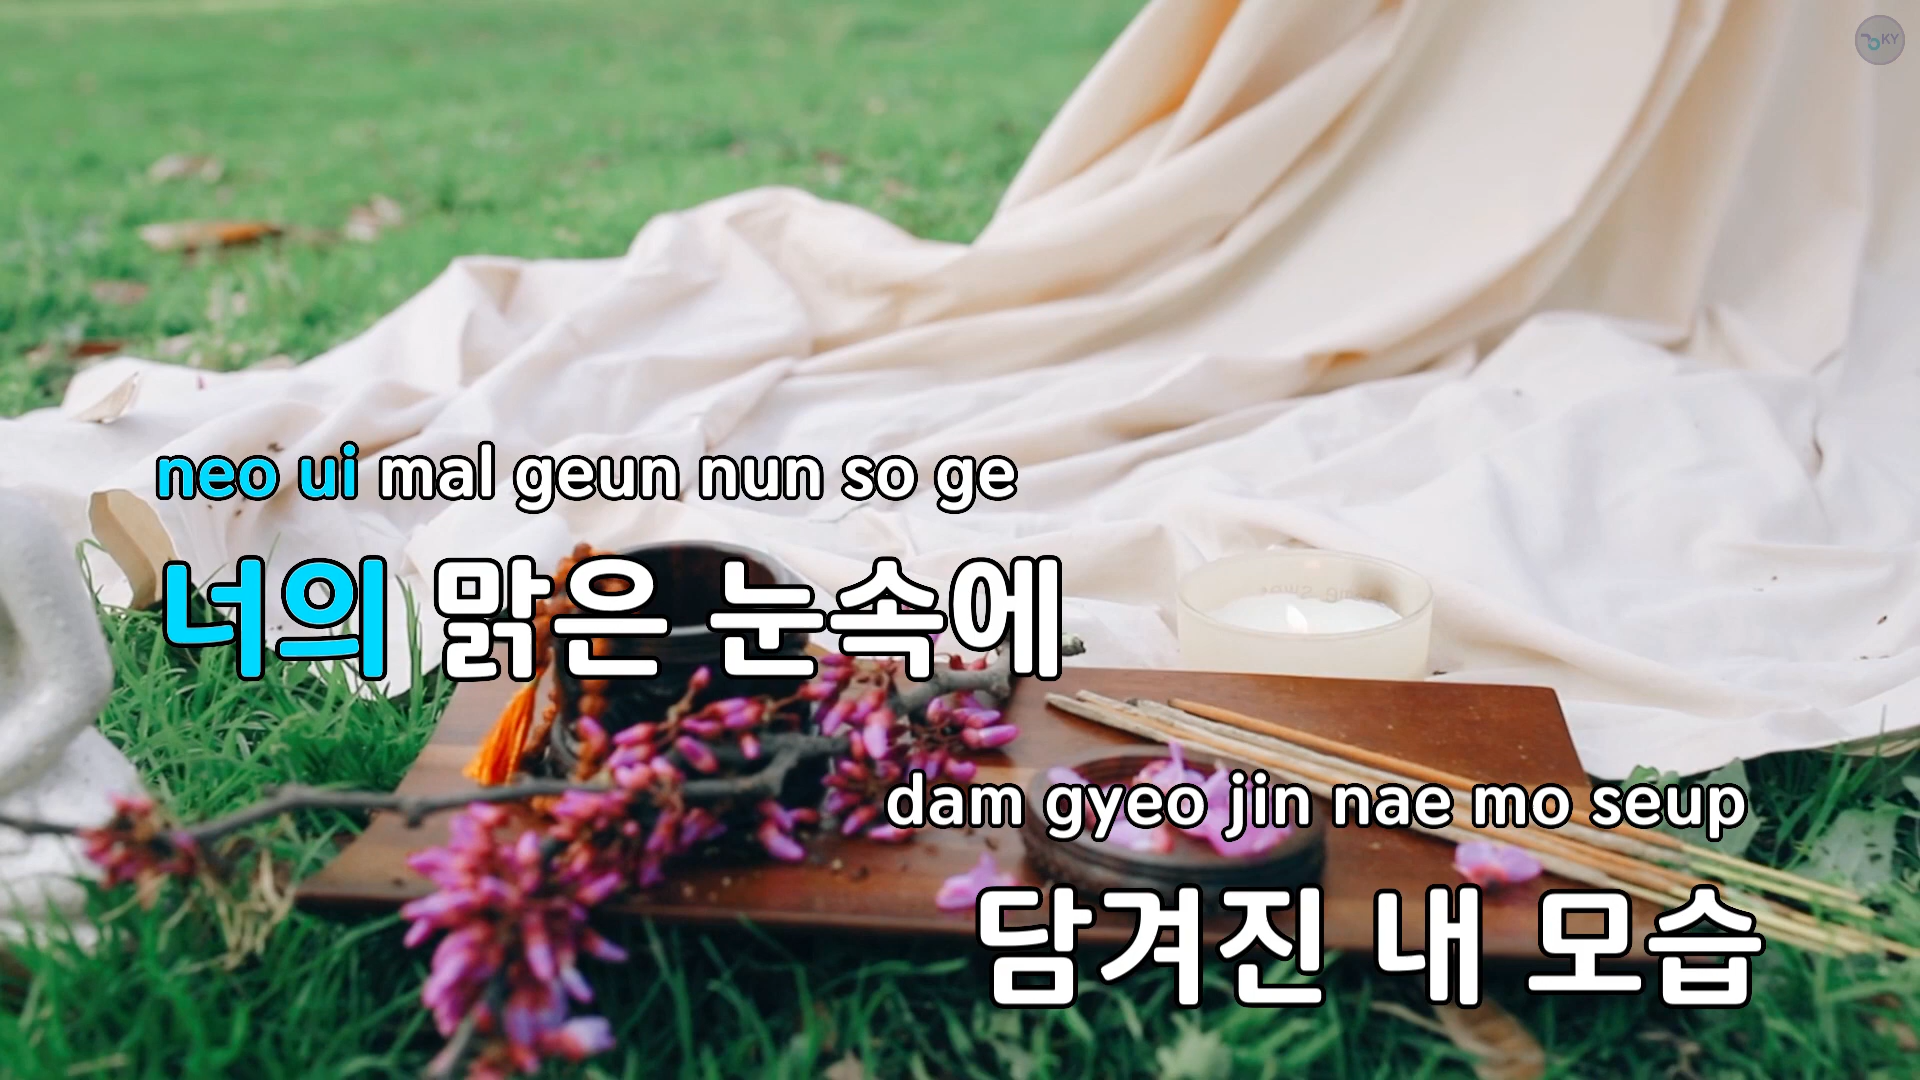 KY
neo ui mal geun nun so ge
너의 맑은 눈속에
dam gyeo jin nae mo seup
담겨진 내 모습